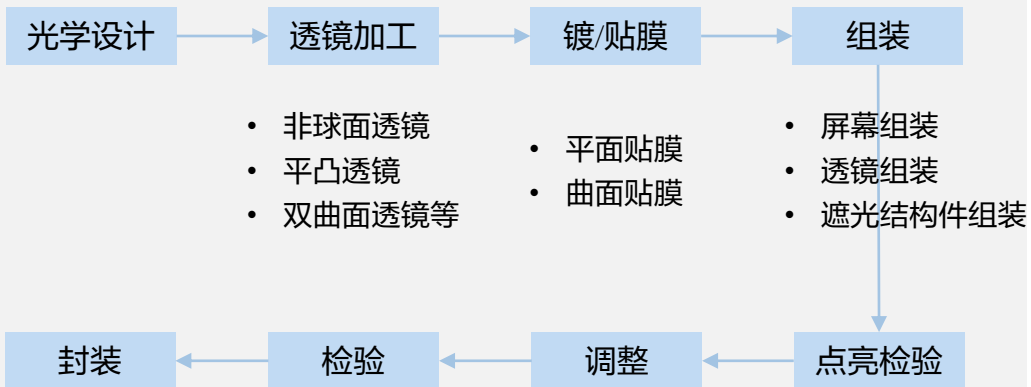 光学设计
透镜加工
镀/贴膜
组装
• 非球面透镜
• 平凸透镜
• 双曲面透镜等
• 平面贴膜
• 曲面贴膜
• 屏幕组装
• 透镜组装
• 遮光结构件组装
封装
检验
调整
点亮检验